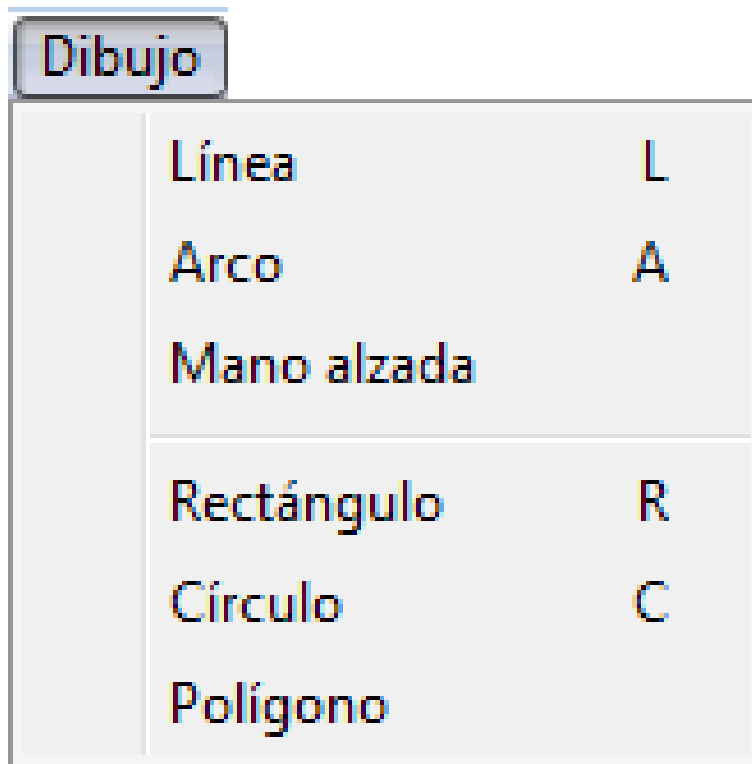 Dibujo
Línea L
Arco A
Mano alzada
Rectángulo R
Círculo C
Polígono